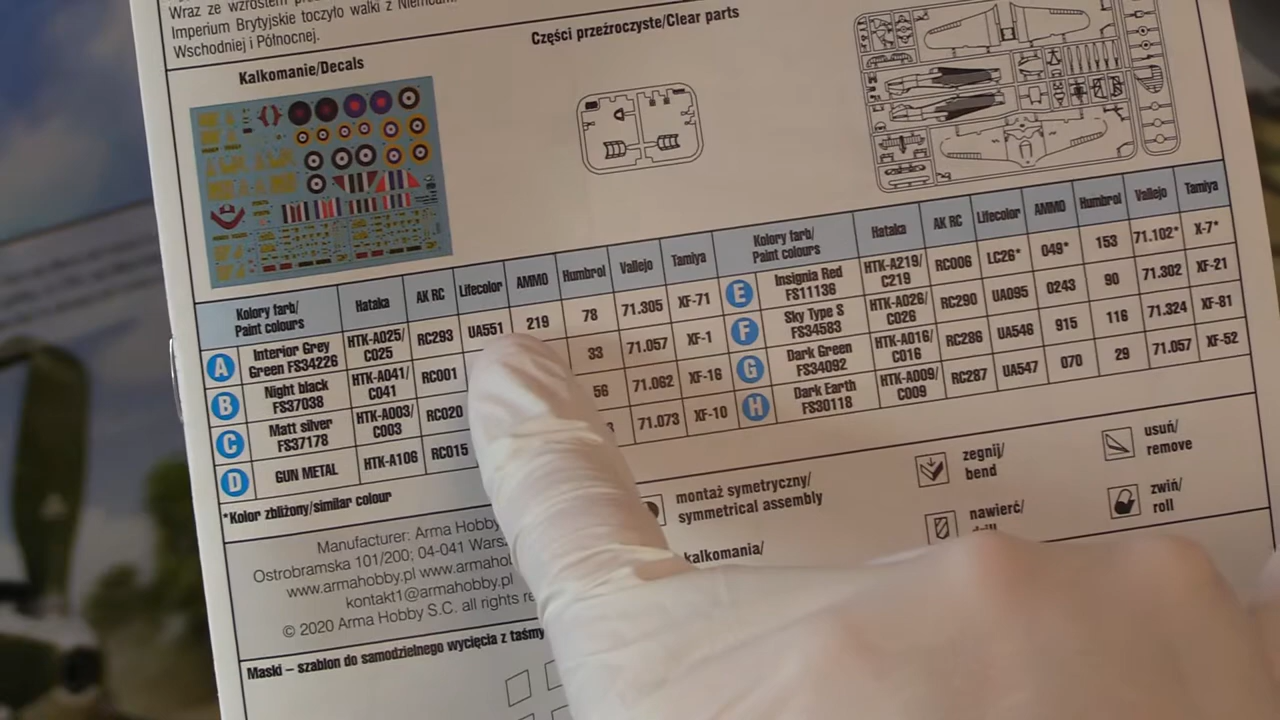 Wraz ze wzrostem
Imperium Brytyjskie toczyło walki z Niemcami,
Wschodniej i Północnej.
Kalkomanie/Decals
Części przeźroczyste/Clear parts
Kolory farb/
Paint colours
Hataka
AK RC
Lifecolor
AMMO
Humbrol
Vallejo
Tamiya
A
Interior Grey
Green FS34226
HTK-A025/
C025
RC293
UA551
219
78
71.305
XF-71
B
Night black
FS37038
HTK-A041/
C041
RC001
33
71.057
XF-1
C
Matt silver
FS37178
HTK-A003/
C003
RC020
56
71.062
XF-16
D
GUN METAL
HTK-A106
RC015
71.073
XF-10
Kolory farb/
Paint colours
Hataka
AK RC
Lifecolor
AMMO
Humbrol
Vallejo
Tamiya
E
Insignia Red
FS11136
HTK-A219/
C219
RC006
LC26*
049*
153
71.102*
X-7*
F
Sky Type S
FS34583
HTK-A026/
C026
RC290
UA095
0243
90
71.302
XF-21
G
Dark Green
FS34092
HTK-A016/
C016
RC286
UA546
915
116
71.324
XF-81
H
Dark Earth
FS30118
HTK-A009/
C009
RC287
UA547
070
29
71.057
XF-52
*Kolor zbliżony/similar colour
montaż symetryczny/
symmetrical assembly
zegnij/
bend
usuń/
remove
kalkomania/
nawierć/
drill
zwiń/
roll
Manufacturer: Arma Hobby
Ostrobramska 101/200; 04-041
www.armahobby.pl
kontakt1@armahobby.pl
© 2020 Arma Hobby S.C. all rights
Maski – szablon do samodzielnego wycięcia z taśmy